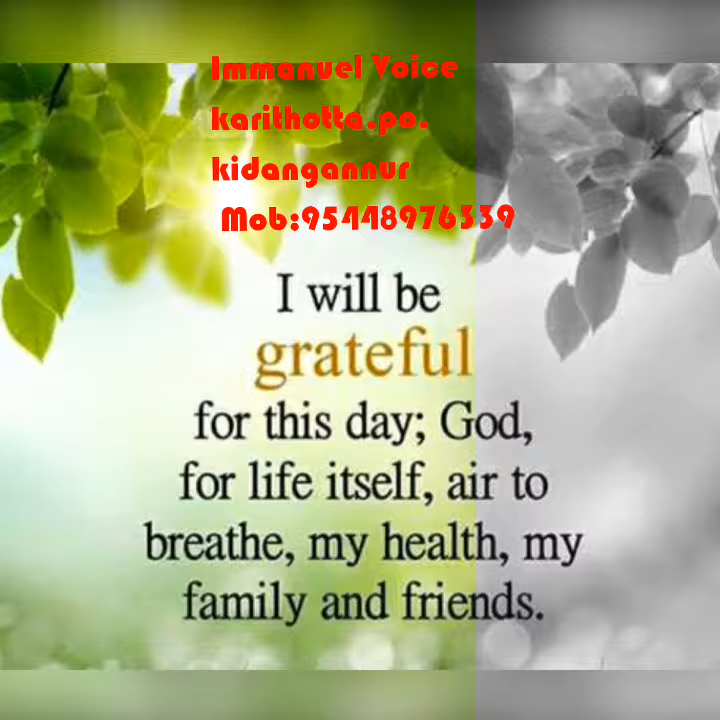 Immanuel Voice
karithotta.po.
kidangannur
Mob:95448976339
I will be
grateful
for this day; God,
for life itself, air to
breathe, my health, my
family and friends.